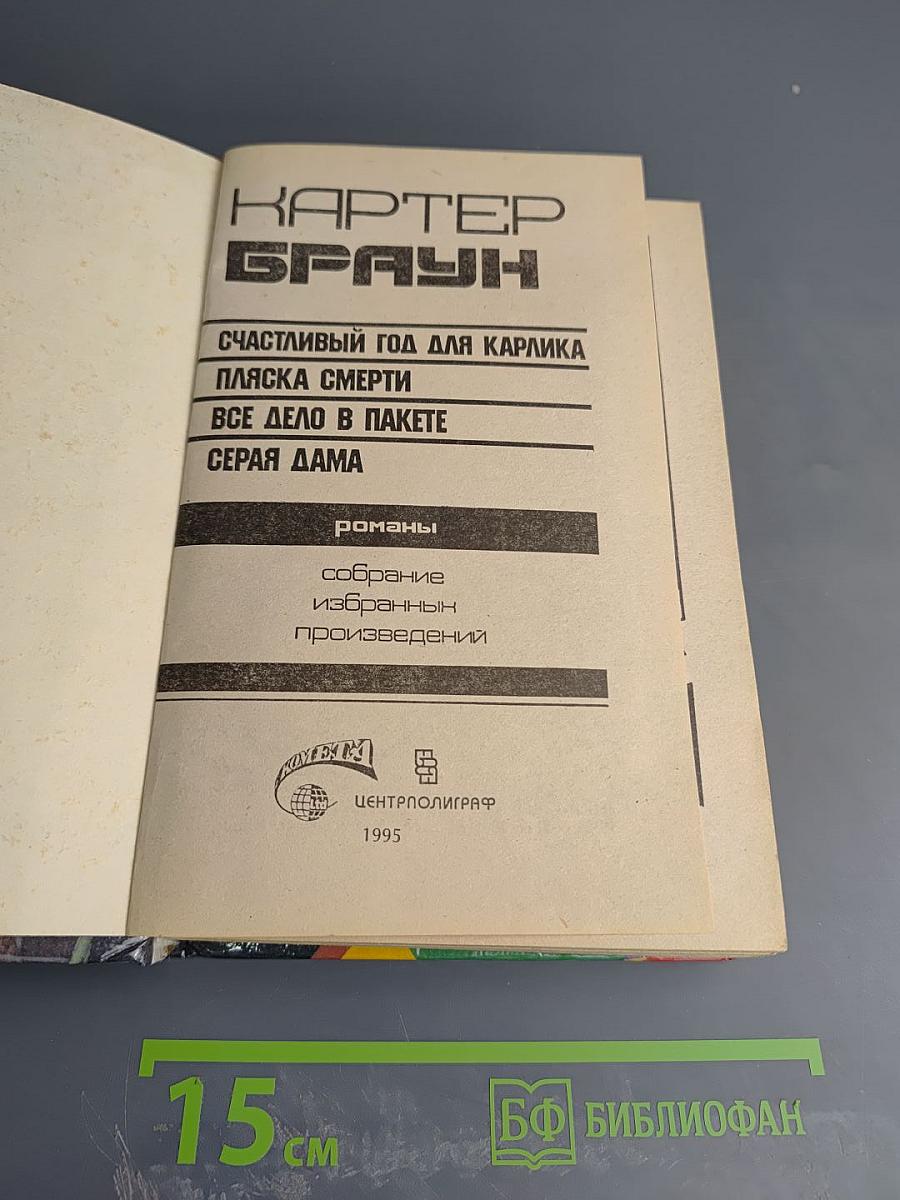 КАРТЕР
БРАУН
СЧАСТЛИВЫЙ ГОД ДЛЯ КАРЛИКА
ПЛЯСКА СМЕРТИ
ВСЕ ДЕЛО В ПАКЕТЕ
СЕРАЯ ДАМА
романы
собрание
избранных
произведений
КОМЕТА
ЦЕНТРПОЛИГРАФ
1995
15 см
БФ БИБЛИОФАН